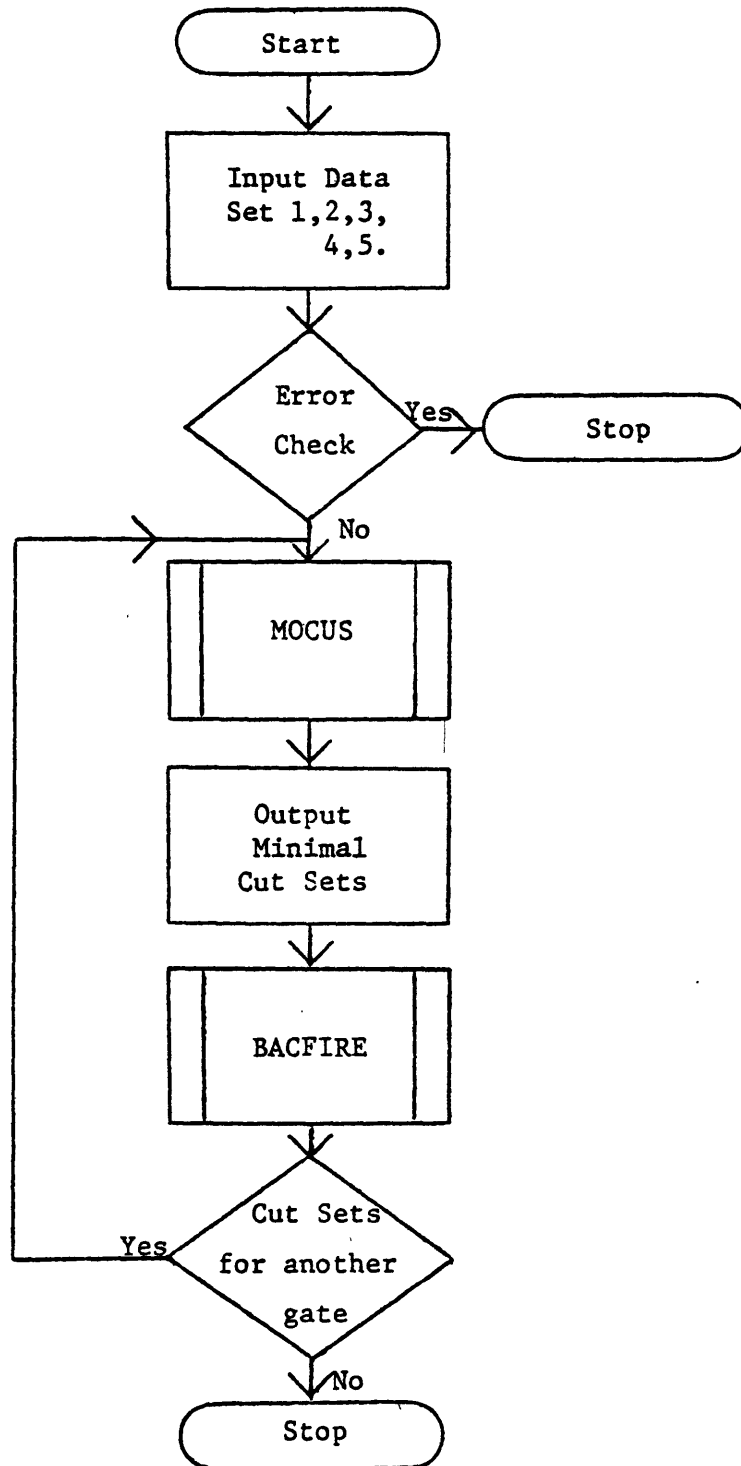 Start
Input Data
Set 1,2,3,
4,5.
Error
Check
Yes
Stop
No
MOCUS
Output
Minimal
Cut Sets
BACFIRE
Cut Sets
for another
gate
Yes
No
Stop